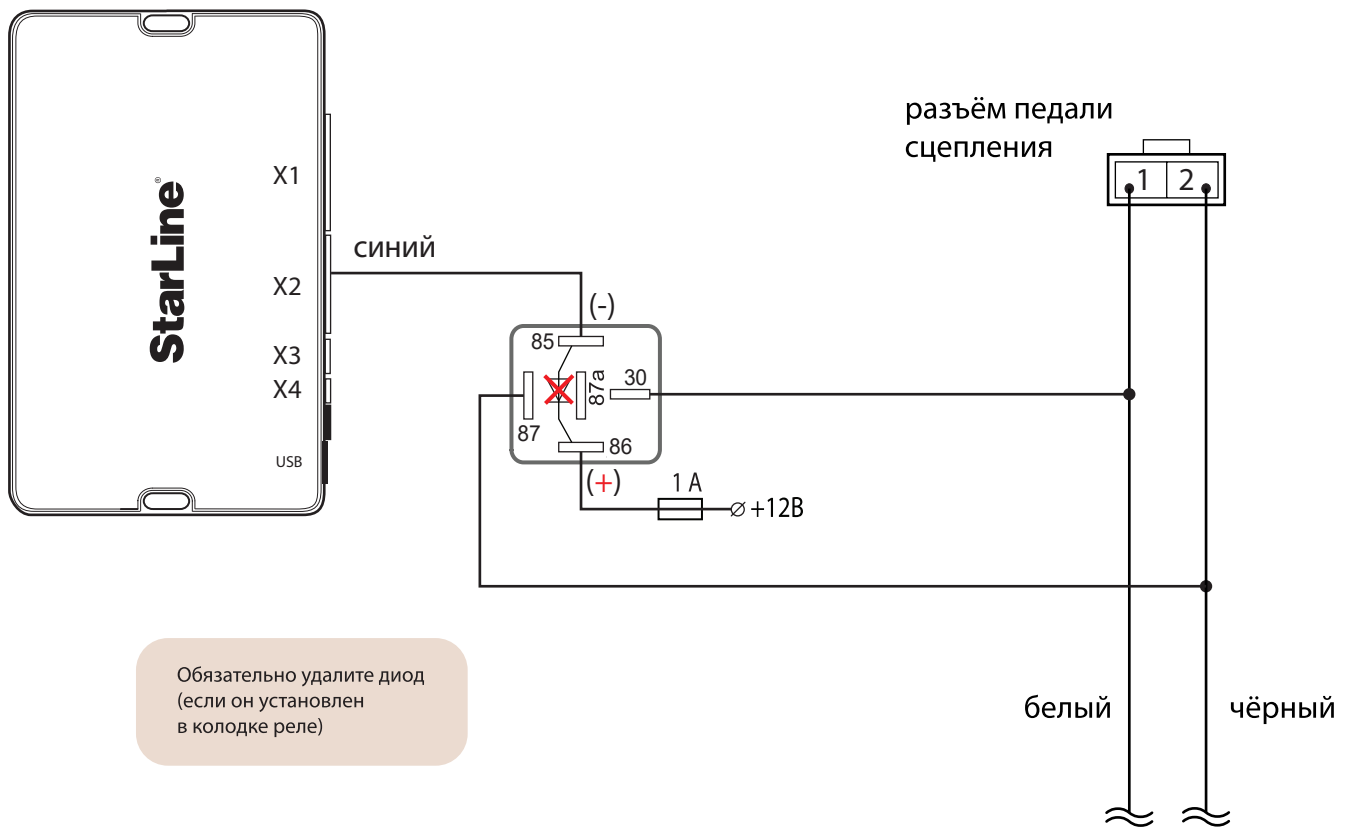 разъём педали
сцепления
1 2
X1
StarLine®
синий
X2
(-)
85
X3
87a
30
X4
87
86
USB
(+)
1 А
+12В
Обязательно удалите диод
(если он установлен
в колодке реле)
белый
чёрный